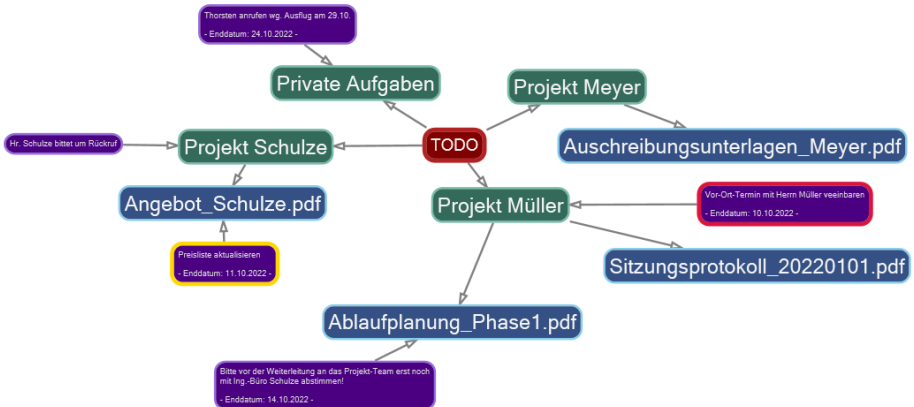 Thorsten anrufen wg. Ausflug am 29.10.
- Enddatum: 24.10.2022 -
Private Aufgaben
Projekt Meyer
Hr. Schulze bittet um Rückruf
Projekt Schulze
TODO
Auschreibungsunterlagen_Meyer.pdf
Angebot_Schulze.pdf
Projekt Müller
Vor-Ort-Termin mit Herrn Müller veeinbaren
- Enddatum: 10.10.2022 -
Preisliste aktualisieren
- Enddatum: 11.10.2022 -
Sitzungsprotokoll_20220101.pdf
Ablaufplanung_Phase1.pdf
Bitte vor der Weiterleitung an das Projekt-Team erst noch
mit Ing.-Büro Schulze abstimmen!
- Enddatum: 14.10.2022 -